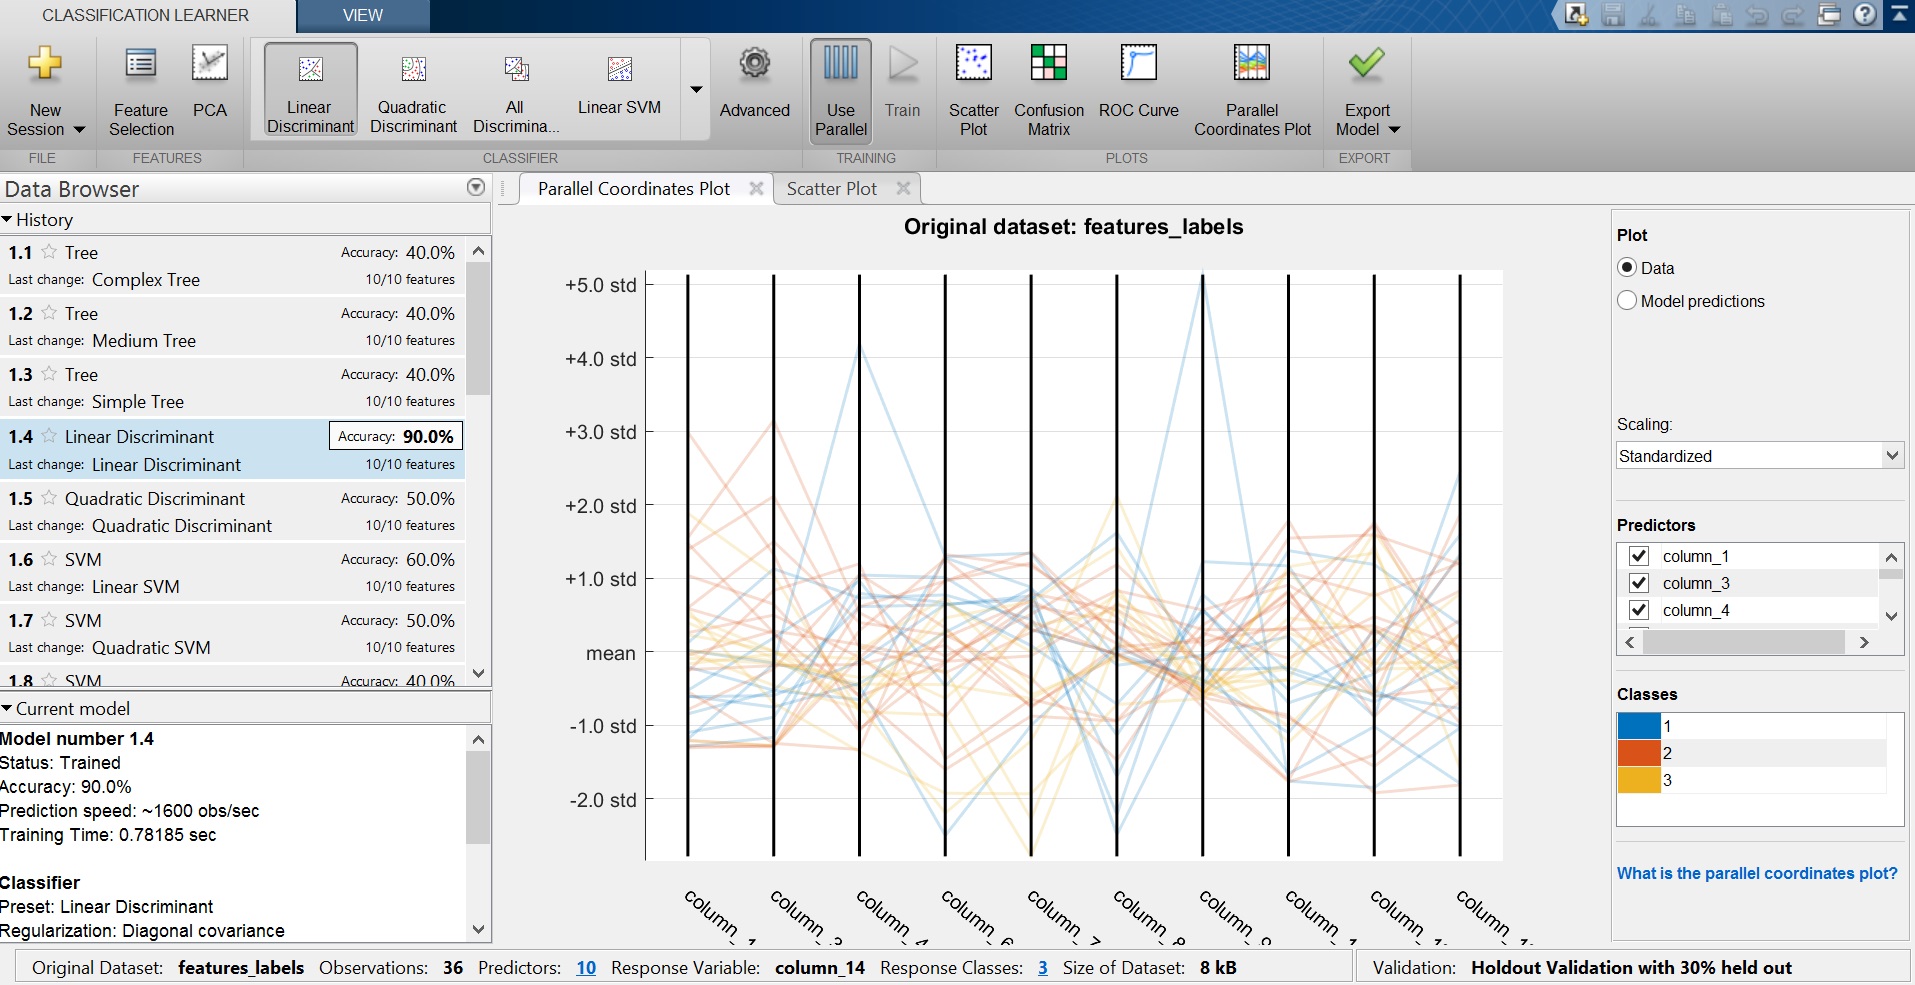 CLASSIFICATION LEARNER
VIEW
New Session
Feature Selection
PCA
Linear Discriminant
Quadratic Discriminant
All Discrimina...
Linear SVM
Advanced
Use Parallel
Train
Scatter Plot
Confusion Matrix
ROC Curve
Parallel Coordinates Plot
Export Model
FILE
FEATURES
CLASSIFIER
TRAINING
PLOTS
EXPORT
Data Browser
History
1.1 Tree Accuracy: 40.0%
Last change: Complex Tree 10/10 features
1.2 Tree Accuracy: 40.0%
Last change: Medium Tree 10/10 features
1.3 Tree Accuracy: 40.0%
Last change: Simple Tree 10/10 features
1.4 Linear Discriminant Accuracy: 90.0%
Last change: Linear Discriminant 10/10 features
1.5 Quadratic Discriminant Accuracy: 50.0%
Last change: Quadratic Discriminant 10/10 features
1.6 SVM Accuracy: 60.0%
Last change: Linear SVM 10/10 features
1.7 SVM Accuracy: 50.0%
Last change: Quadratic SVM 10/10 features
1.8 SVM Accuracy: 40.0%
Current model
Model number 1.4
Status: Trained
Accuracy: 90.0%
Prediction speed: ~1600 obs/sec
Training Time: 0.78185 sec
Classifier
Preset: Linear Discriminant
Regularization: Diagonal covariance
Parallel Coordinates Plot
Scatter Plot
Original dataset: features_labels
+5.0 std
+4.0 std
+3.0 std
+2.0 std
+1.0 std
mean
-1.0 std
-2.0 std
column_1
column_3
column_4
column_6
column_7
column_8
column_9
column_1
column_1
column_1
Plot
Data
Model predictions
Scaling:
Standardized
Predictors
column_1
column_3
column_4
Classes
1
2
3
What is the parallel coordinates plot?
Original Dataset: features_labels Observations: 36 Predictors: 10 Response Variable: column_14 Response Classes: 3 Size of Dataset: 8 kB
Validation: Holdout Validation with 30% held out